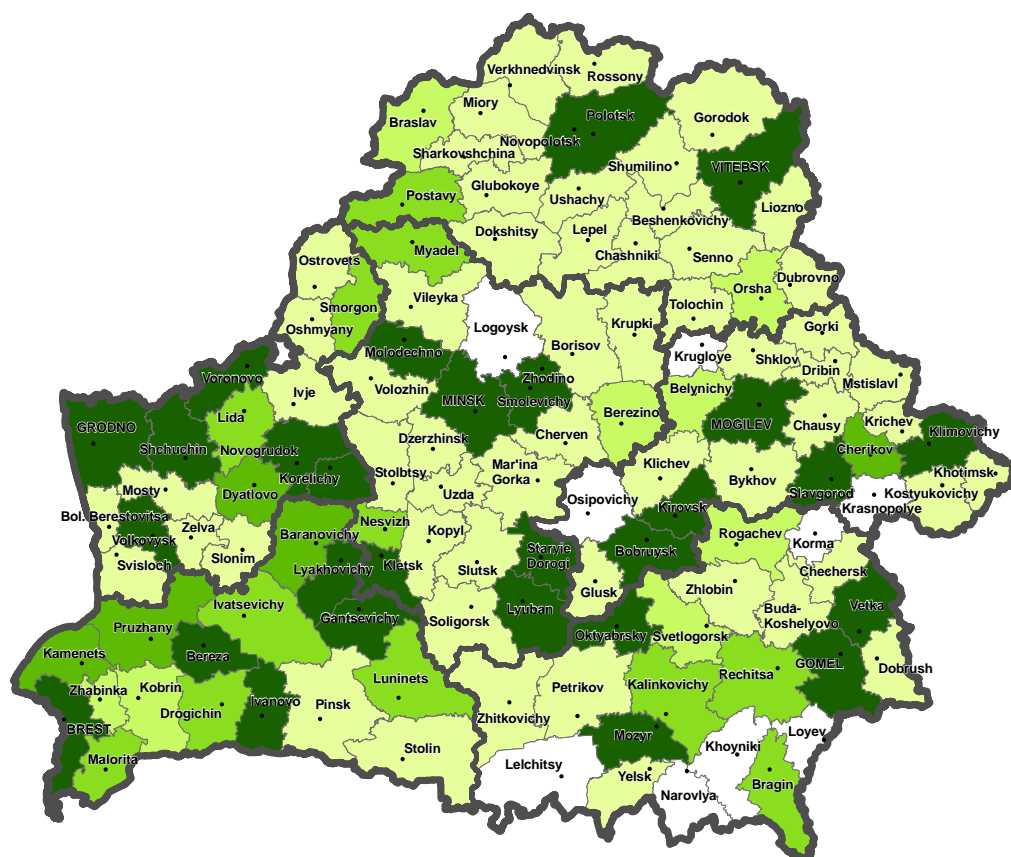 Verkhnedvinsk
Rossony
Miory
Braslav
Polotsk
Gorodok
Novopolotsk
Sharkovshchina
Shumilino
VITEBSK
Glubokoye
Postavy
Ushachy
Liozno
Beshenkovichy
Lepel
Dokshitsy
Myadel
Chashniki
Senno
Ostrovets
Dubrovno
Orsha
Vileyka
Tolochin
Smorgon
Oshmyany
Logoysk
Krupki
Gorki
Borisov
Molodechno
Krugloye
Shklov
Dribin
Voronovo
Zhodino
Mstislavl
Volozhin
Ivje
Belynichy
MINSK
Smolevichy
Lida
Berezino
MOGILEV
Chausy
Krichev
GRODNO
Klimovichy
Dzerzhinsk
Cherven
Cherikov
Shchuchin
Novogrudok
Klichev
Mar'ina
Gorka
Khotimsk
Stolbtsy
Korelichy
Bykhov
Mosty
Dyatlovo
Uzda
Slavgorod
Kostyukovichy
Osipovichy
Krasnopolye
Kirovsk
Bol. Berestovitsa
Nesvizh
Zelva
Baranovichy
Kopyl
Rogachev
Volkovysk
Korma
Staryie
Dorogi
Bobruysk
Slonim
Lyakhovichy
Kletsk
Svisloch
Slutsk
Chechersk
Glusk
Zhlobin
Ivatsevichy
Lyuban
Vetka
Buda-
Koshelyovo
Gantsevichy
Soligorsk
Pruzhany
Oktyabrsky
Svetlogorsk
Kamenets
Bereza
GOMEL
Dobrush
Rechitsa
Luninets
Kalinkovichy
Zhabinka
Kobrin
Petrikov
Ivanovo
Zhitkovichy
Drogichin
Pinsk
BREST
Mozyr
Loyev
Stolin
Khoyniki
Malorita
Lelchitsy
Yelsk
Bragin
Narovlya